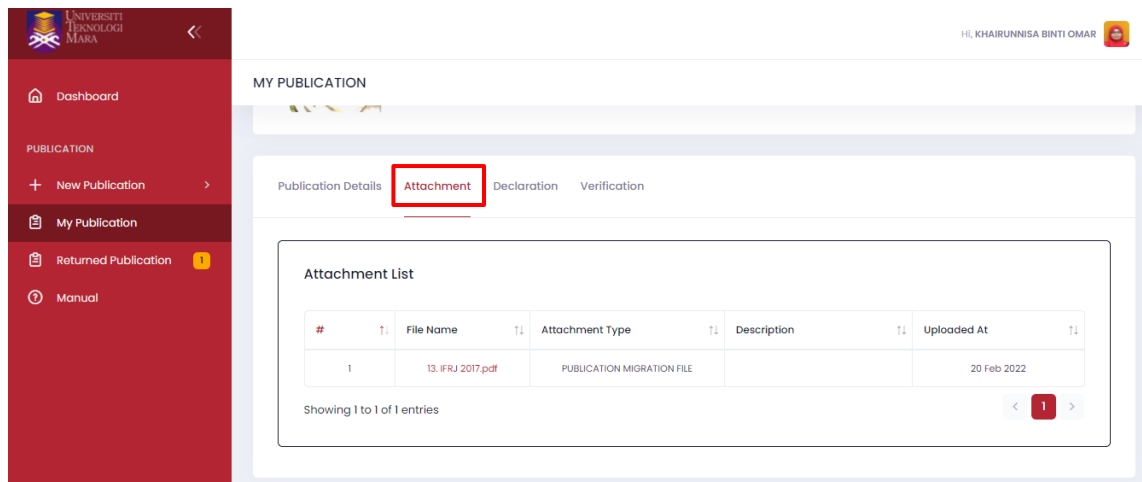 UNIVERSITI
TEKNOLOGI
MARA
Hi, KHAIRUNNISA BINTI OMAR
MY PUBLICATION
Dashboard
PUBLICATION
New Publication
My Publication
Returned Publication 1
Manual
Publication Details Attachment Declaration Verification
Attachment List
# File Name Attachment Type Description Uploaded At
1 13. IFRJ 2017.pdf PUBLICATION MIGRATION FILE 20 Feb 2022
Showing 1 to 1 of 1 entries
< 1 >